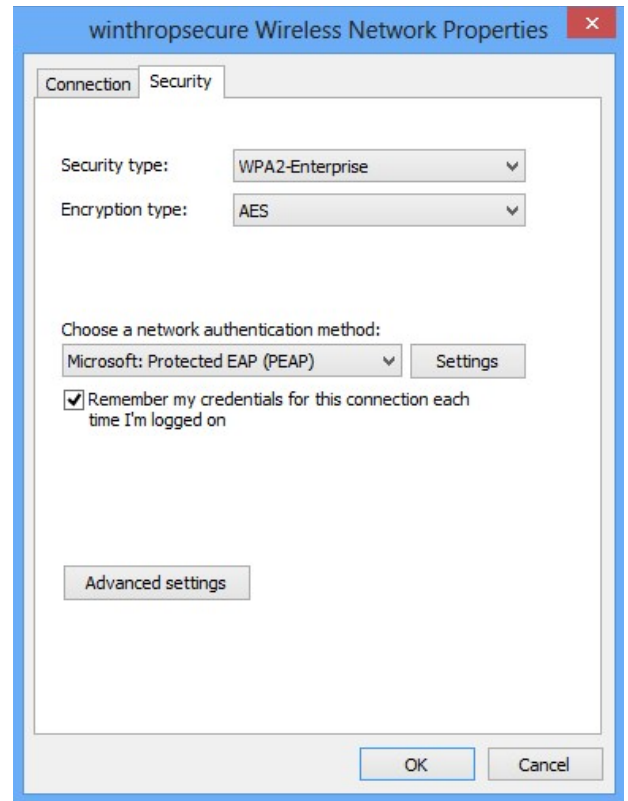 winthropsecure Wireless Network Properties
Connection Security
Security type: WPA2-Enterprise
Encryption type: AES
Choose a network authentication method:
Microsoft: Protected EAP (PEAP) Settings
Remember my credentials for this connection each
time I'm logged on
Advanced settings
OK Cancel